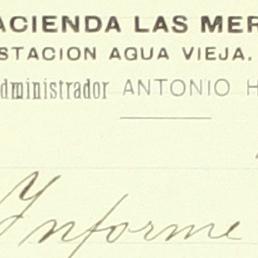 ACIENDA LAS MER
STACION AGUA VIEJA.
dministrador ANTONIO H
Informe